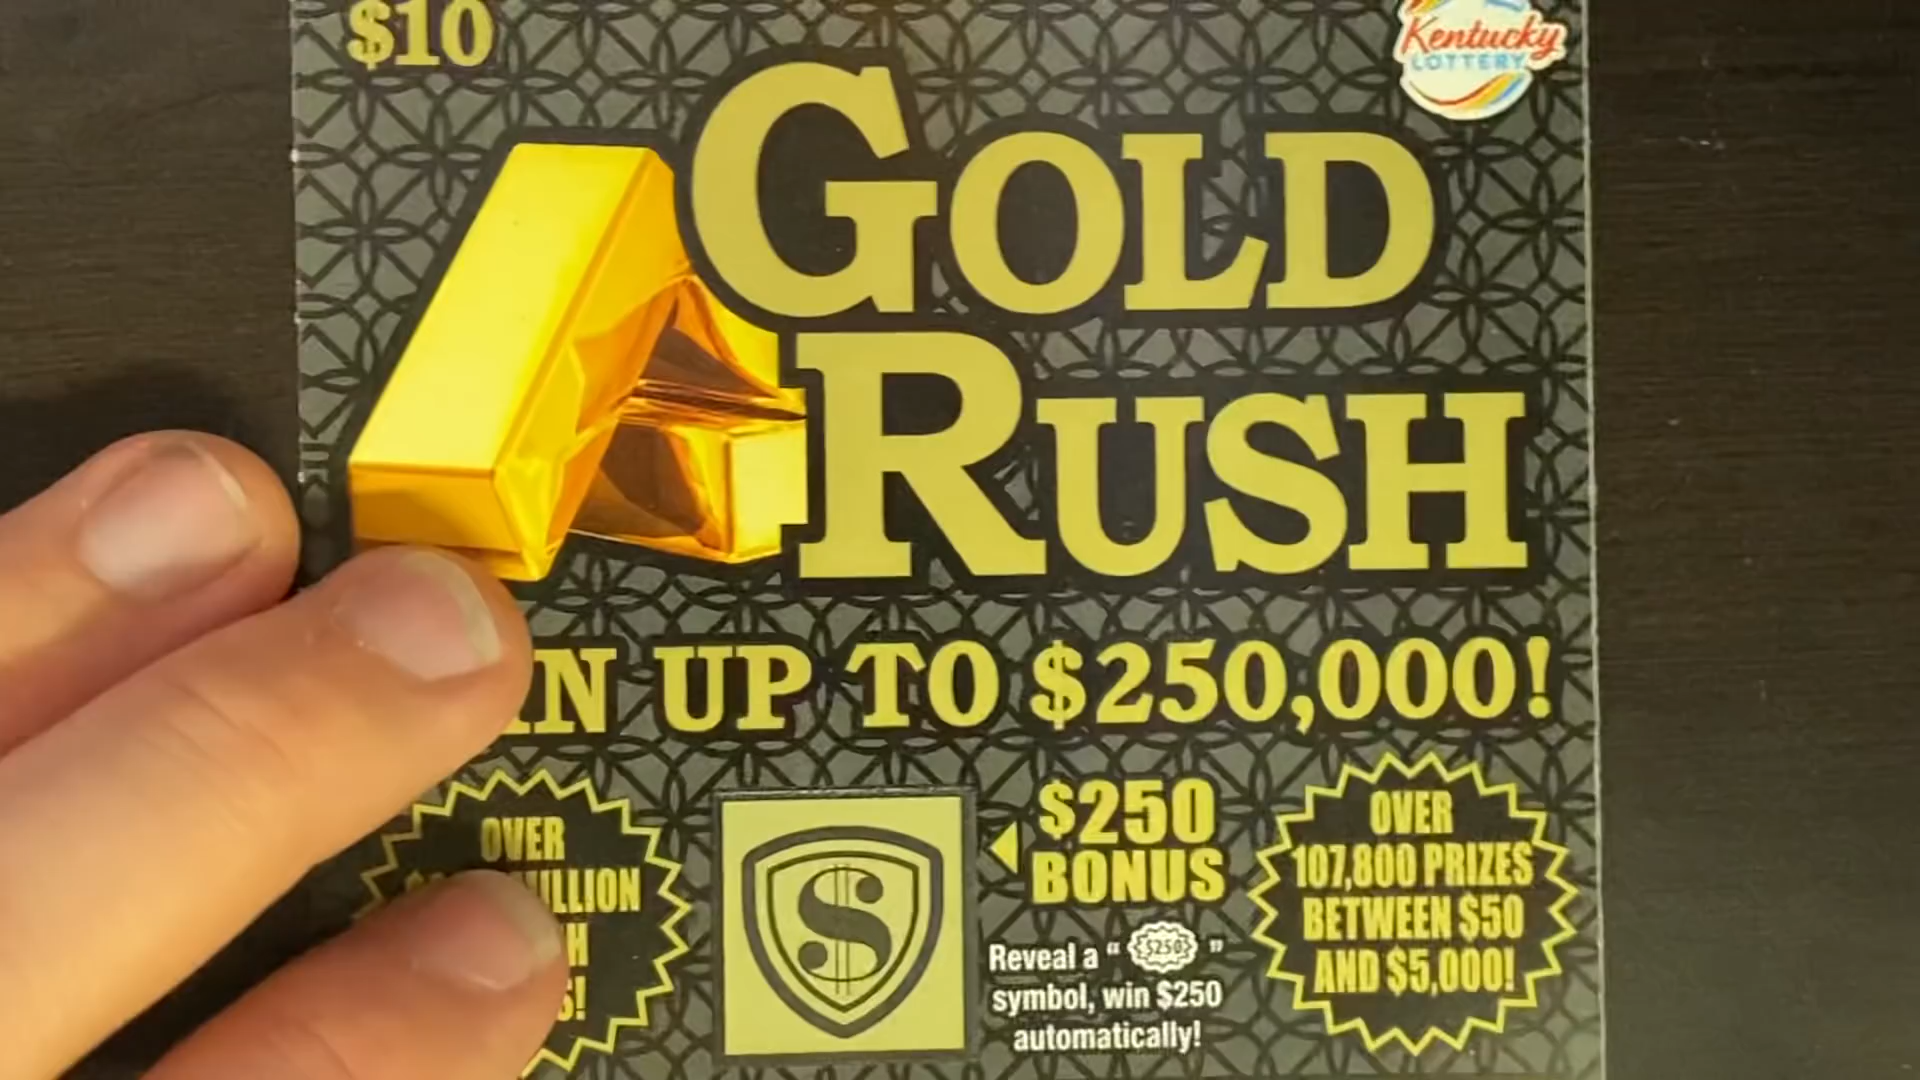 $10
Kentucky
LOTTERY
GOLD
RUSH
IN UP TO $250,000!
OVER
$250
BONUS
Reveal a " $250 "
symbol, win $250
automatically!
OVER
107,800 PRIZES
BETWEEN $50
AND $5,000!